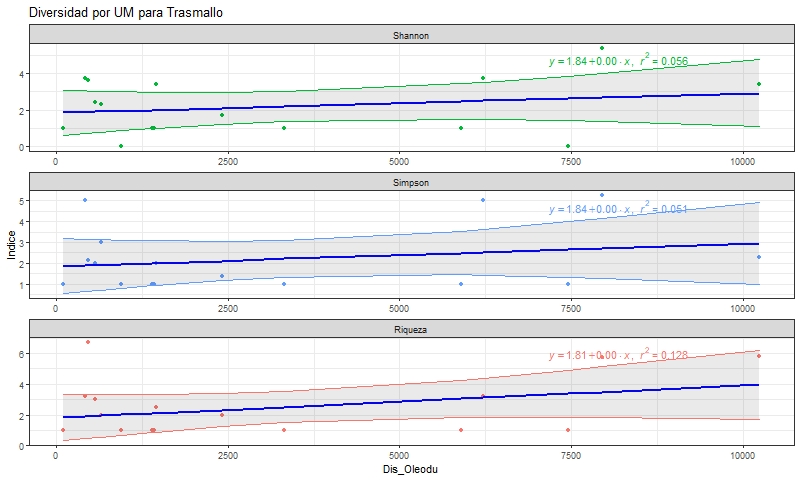 Diversidad por UM para Trasmallo
Shannon
y = 1.84 + 0.00 · x, r² = 0.056
4
2
0
0 2500 5000 7500 10000
Simpson
y = 1.84 + 0.00 · x, r² = 0.051
5
4
3
2
1
0 2500 5000 7500 10000
Indice
Riqueza
y = 1.81 + 0.00 · x, r² = 0.128
6
4
2
0
0 2500 5000 7500 10000
Dis_Oleodu